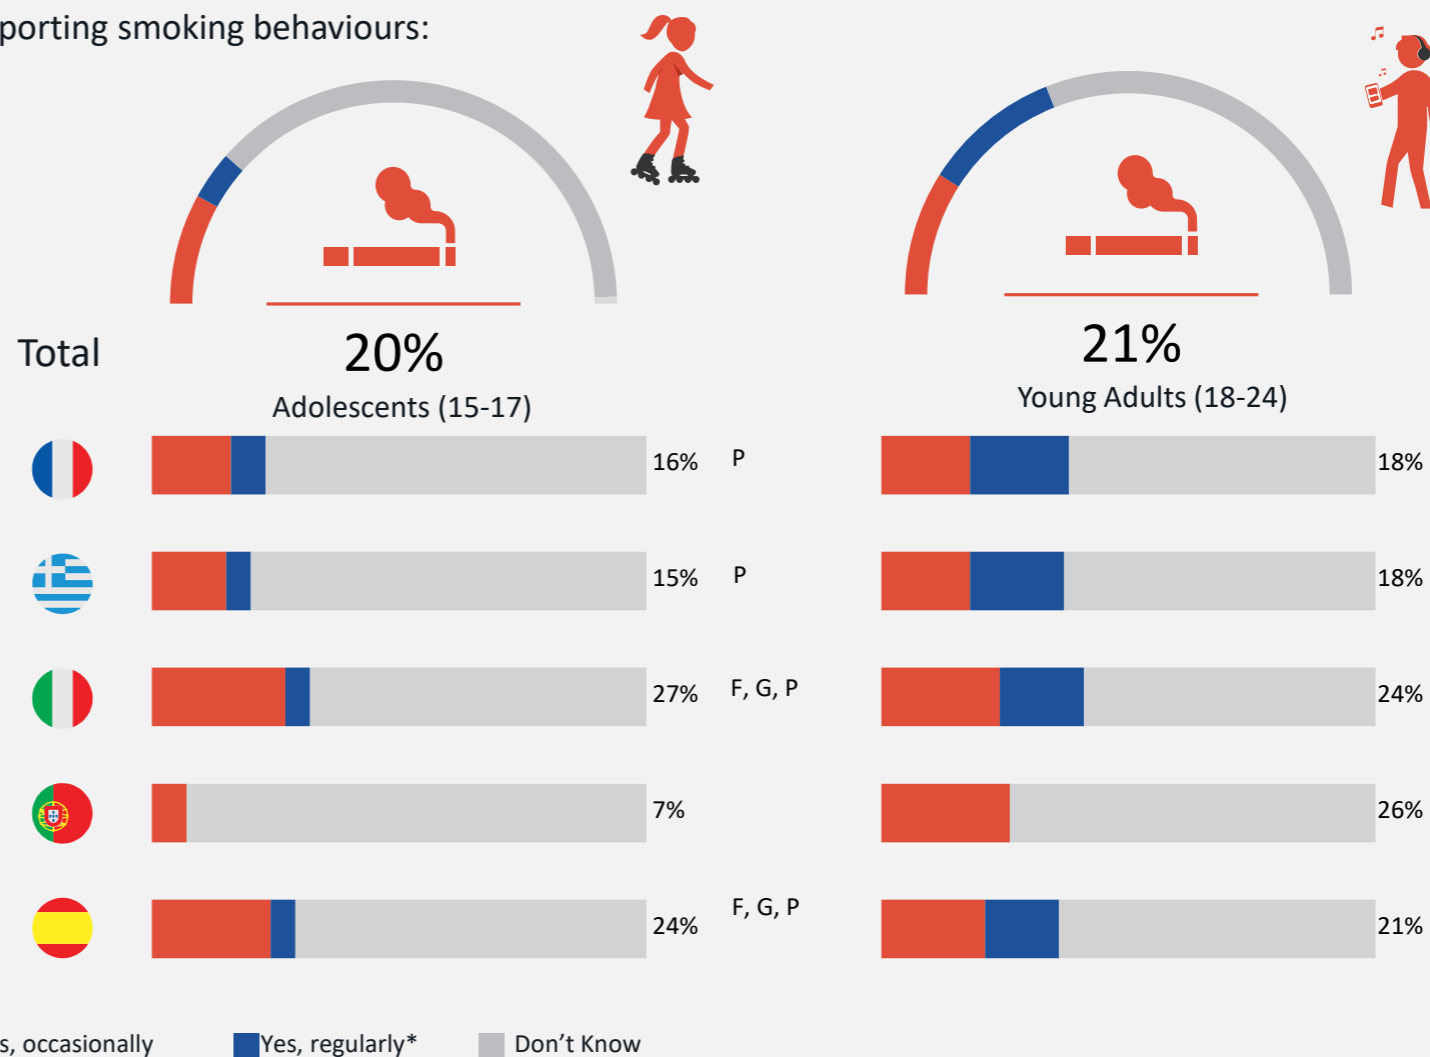 porting smoking behaviours:
Total
20%
21%
Adolescents (15-17)
Young Adults (18-24)
16% P
18%
15% P
18%
27% F, G, P
24%
7%
26%
24% F, G, P
21%
s, occasionally
Yes, regularly*
Don't Know